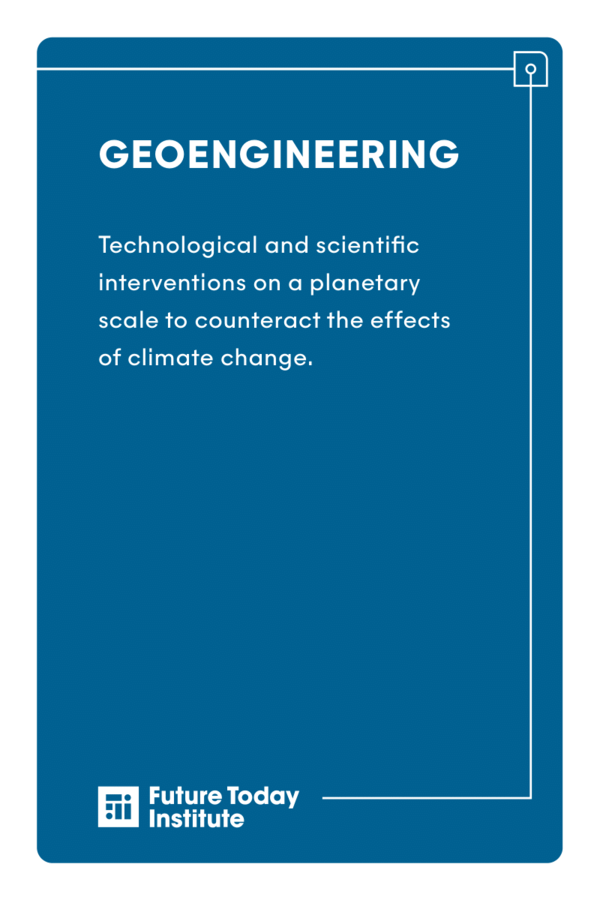 GEOENGINEERING
Technological and scientific
interventions on a planetary
scale to counteract the effects
of climate change.
Future Today
Institute